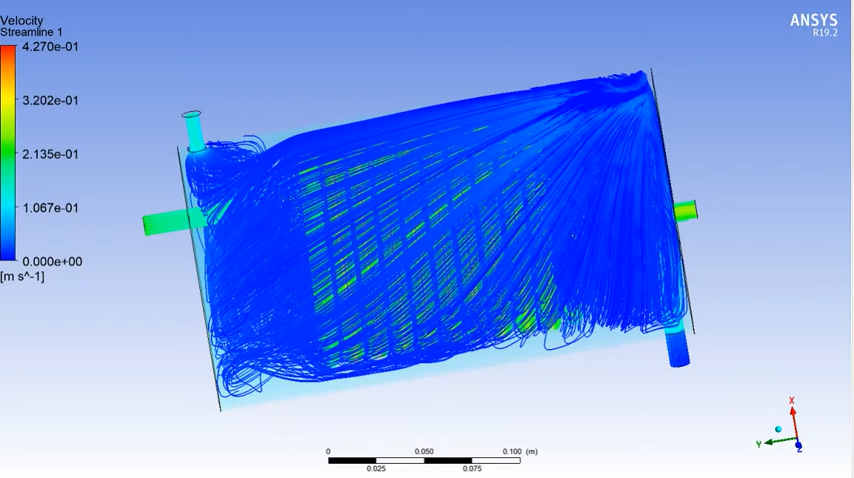 Velocity
Streamline 1
4.270e-01
3.202e-01
2.135e-01
1.067e-01
0.000e+00
[m s^-1]
ANSYS
R19.2
X
Y
Z
0 0.050 0.100 (m)
0.025 0.075